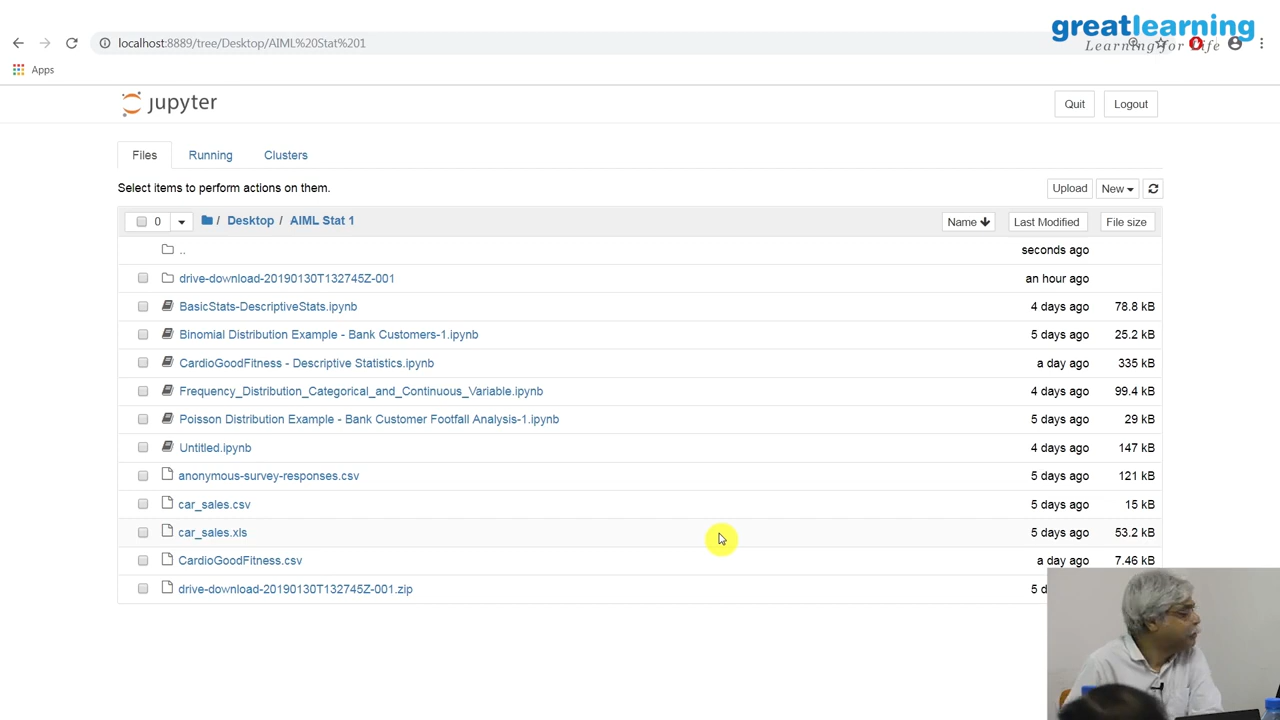 localhost:8889/tree/Desktop/AIML%20Stat%201
greatlearning
Learning for Life
Apps
jupyter
Quit
Logout
Files
Running
Clusters
Select items to perform actions on them.
Upload
New
0
/ Desktop / AIML Stat 1
Name
Last Modified
File size
..
seconds ago
drive-download-20190130T132745Z-001
an hour ago
BasicStats-DescriptiveStats.ipynb
4 days ago
78.8 kB
Binomial Distribution Example - Bank Customers-1.ipynb
5 days ago
25.2 kB
CardioGoodFitness - Descriptive Statistics.ipynb
a day ago
335 kB
Frequency_Distribution_Categorical_and_Continuous_Variable.ipynb
4 days ago
99.4 kB
Poisson Distribution Example - Bank Customer Footfall Analysis-1.ipynb
5 days ago
29 kB
Untitled.ipynb
4 days ago
147 kB
anonymous-survey-responses.csv
5 days ago
121 kB
car_sales.csv
5 days ago
15 kB
car_sales.xls
5 days ago
53.2 kB
CardioGoodFitness.csv
a day ago
7.46 kB
drive-download-20190130T132745Z-001.zip
5 d